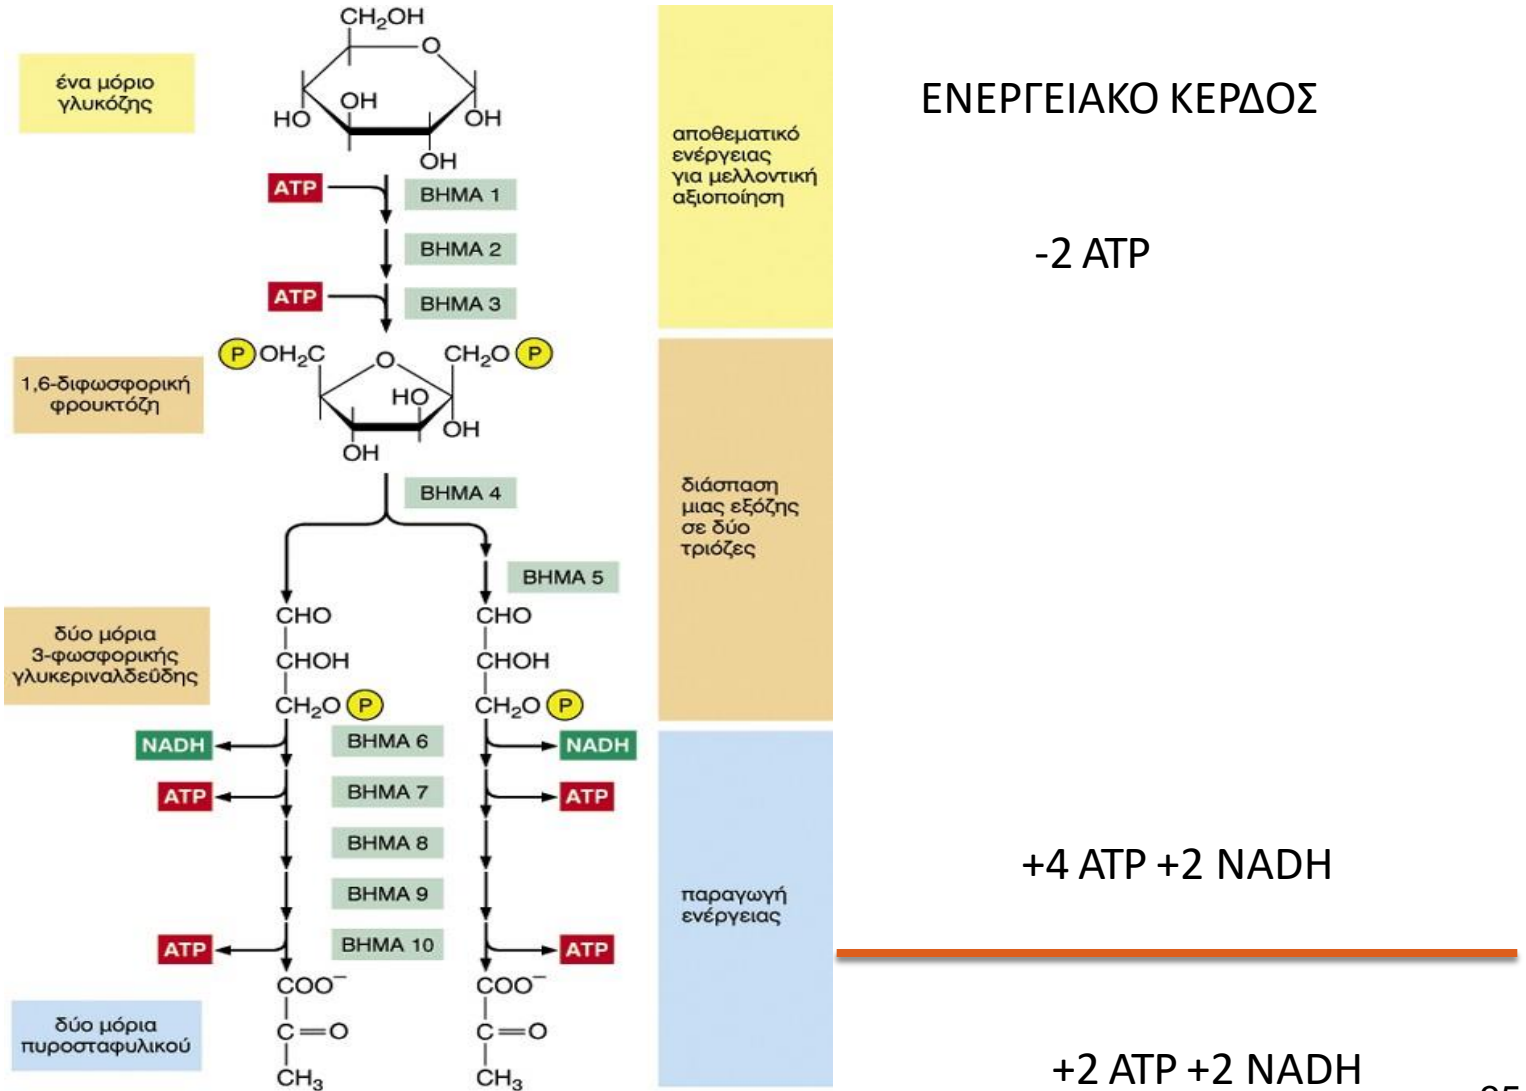 ένα μόριο
γλυκόζης
CH₂OH
O
HO
OH
OH
OH
ATP
ΒΗΜΑ 1
ΒΗΜΑ 2
ATP
ΒΗΜΑ 3
αποθεματικό
ενέργειας
για μελλοντική
αξιοποίηση
ΕΝΕΡΓΕΙΑΚΟ ΚΕΡΔΟΣ
-2 ATP
1,6-διφωσφορική
φρουκτόζη
P OH₂C
O
CH₂O P
HO
OH
OH
ΒΗΜΑ 4
ΒΗΜΑ 5
διάσπαση
μιας εξόζης
σε δύο
τριόζες
δύο μόρια
3-φωσφορικής
γλυκεριναλδεΰδης
CHO
CHOH
CH₂O P
CHO
CHOH
CH₂O P
NADH
ΒΗΜΑ 6
NADH
ATP
ΒΗΜΑ 7
ATP
ΒΗΜΑ 8
ΒΗΜΑ 9
ATP
ΒΗΜΑ 10
ATP
παραγωγή
ενέργειας
+4 ATP +2 NADH
δύο μόρια
πυροσταφυλικού
COO⁻
C=O
CH₃
COO⁻
C=O
CH₃
+2 ATP +2 NADH